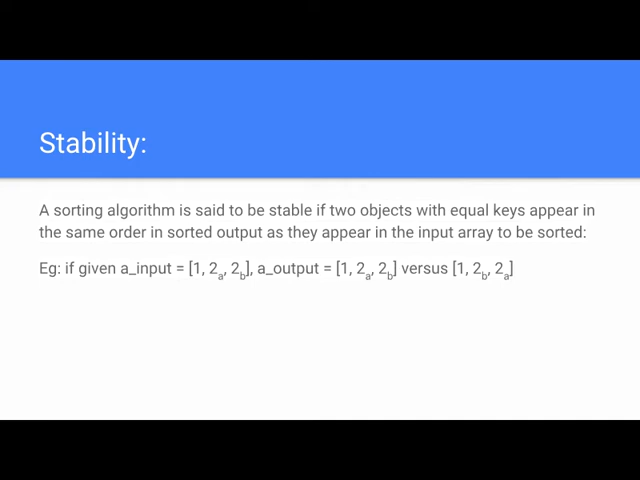 Stability:
A sorting algorithm is said to be stable if two objects with equal keys appear in
the same order in sorted output as they appear in the input array to be sorted:
Eg: if given a_input = [1, 2a, 2b], a_output = [1, 2a, 2b] versus [1, 2b, 2a]